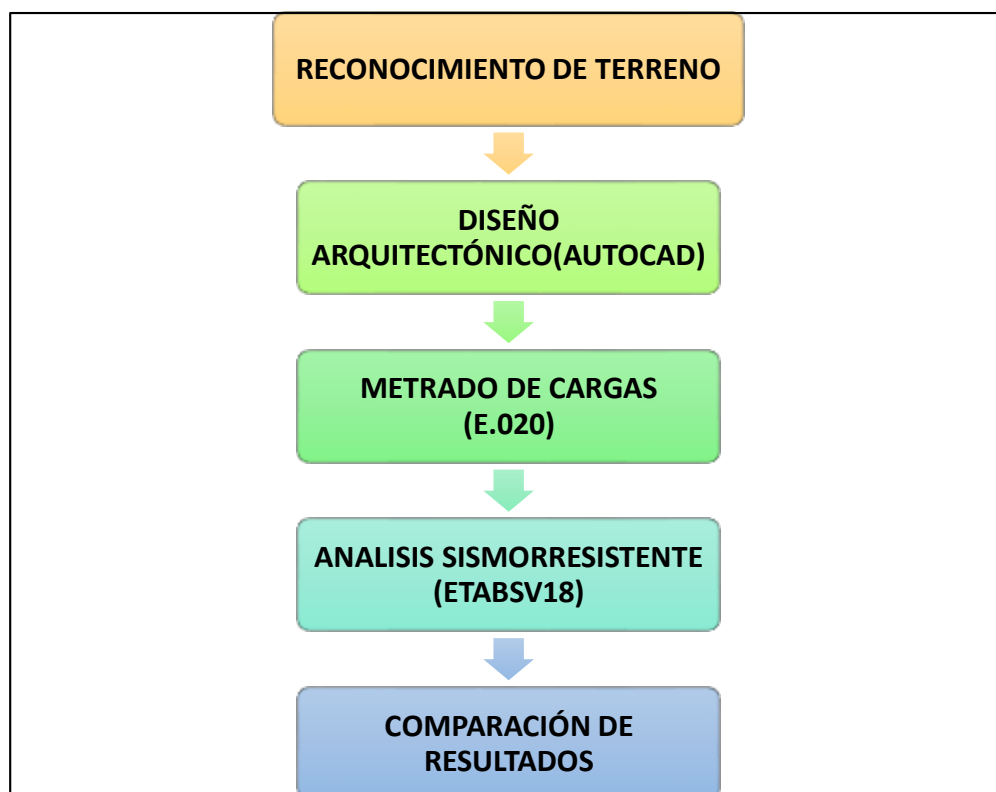 RECONOCIMIENTO DE TERRENO
DISEÑO
ARQUITECTÓNICO(AUTOCAD)
METRADO DE CARGAS
(E.020)
ANALISIS SISMORRESISTENTE
(ETABSV18)
COMPARACIÓN DE
RESULTADOS